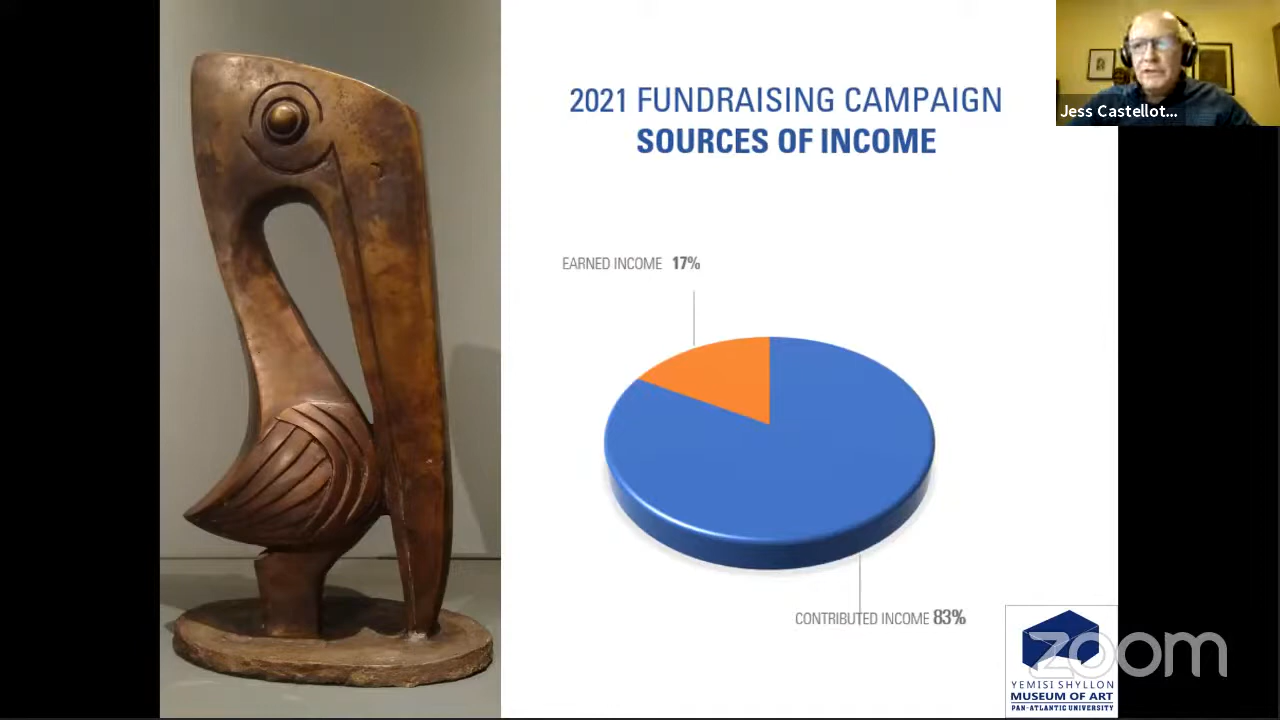 2021 FUNDRAISING CAMPAIGN
SOURCES OF INCOME
Jess Castellot...
EARNED INCOME 17%
CONTRIBUTED INCOME 83%
zoom
YEMISI SHYLLON
MUSEUM OF ART
PAN-ATLANTIC UNIVERSITY